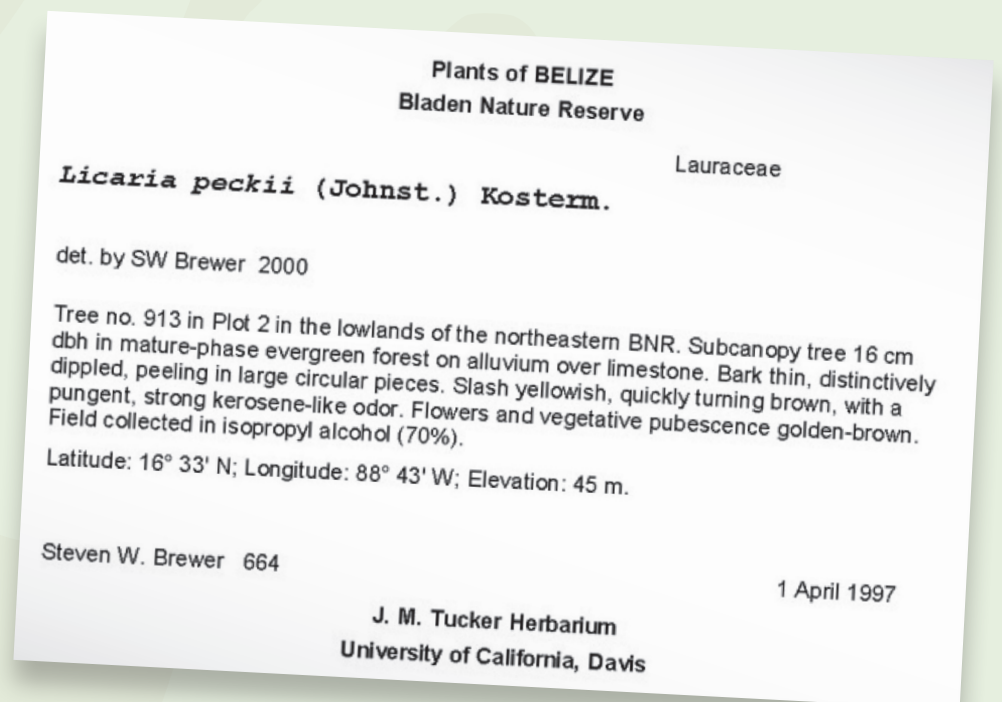 Plants of BELIZE
Bladen Nature Reserve
Lauraceae
Licaria peckii (Johnst.) Kosterm.
det. by SW Brewer 2000
Tree no. 913 in Plot 2 in the lowlands of the northeastern BNR. Subcanopy tree 16 cm
dbh in mature-phase evergreen forest on alluvium over limestone. Bark thin, distinctively
dippled, peeling in large circular pieces. Slash yellowish, quickly turning brown, with a
pungent, strong kerosene-like odor. Flowers and vegetative pubescence golden-brown.
Field collected in isopropyl alcohol (70%).
Latitude: 16° 33' N; Longitude: 88° 43' W; Elevation: 45 m.
Steven W. Brewer 664
1 April 1997
J. M. Tucker Herbarium
University of California, Davis